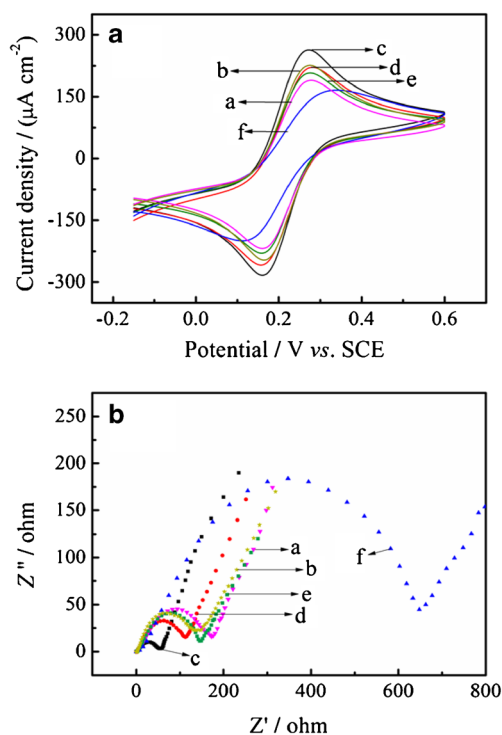 a
300
150
0
-150
-300
Current density / (μA cm⁻²)
b
a
f
c
d
e
-0.2
0.0
0.2
0.4
0.6
Potential / V vs. SCE
b
250
200
150
100
50
0
Z" / ohm
a
b
e
d
c
f
0
200
400
600
800
Z' / ohm